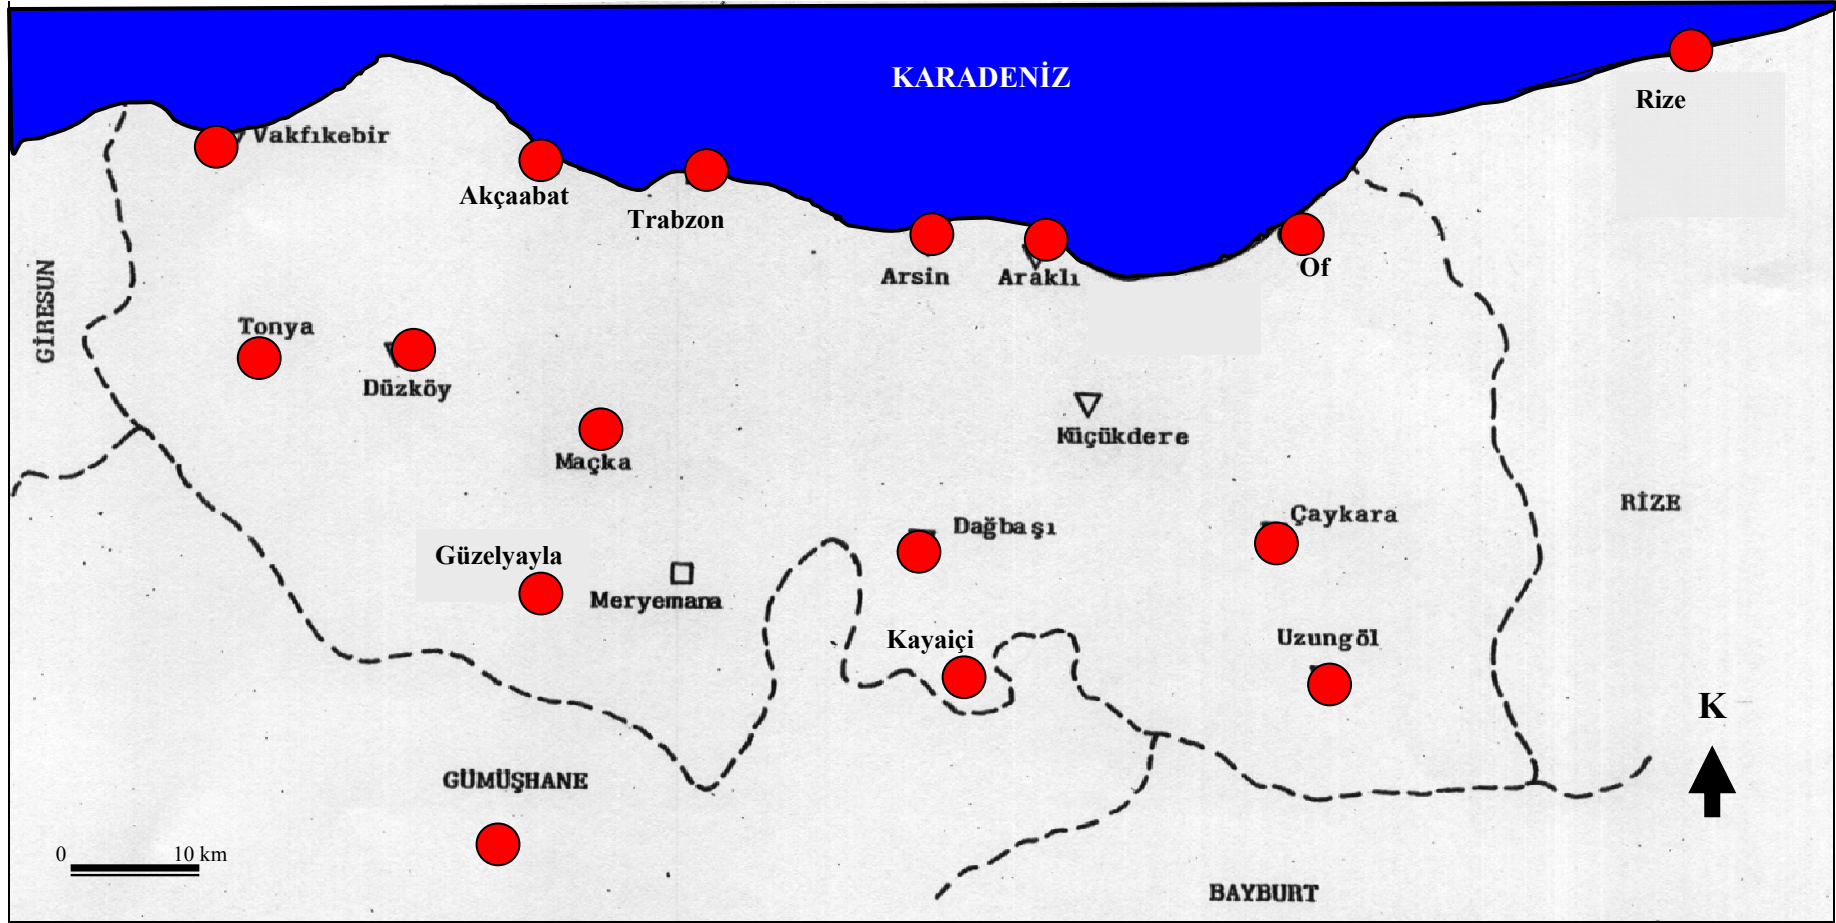 KARADENİZ
Rize
Vakfıkebir
Akçaabat
Trabzon
Arsin
Araklı
Of
GİRESUN
Tonya
Düzköy
Küçükdere
Maçka
RİZE
Çaykara
Dağbaşı
Güzelyayla
Meryemana
Kayaiçi
Uzungöl
K
GÜMÜŞHANE
0 10 km
BAYBURT